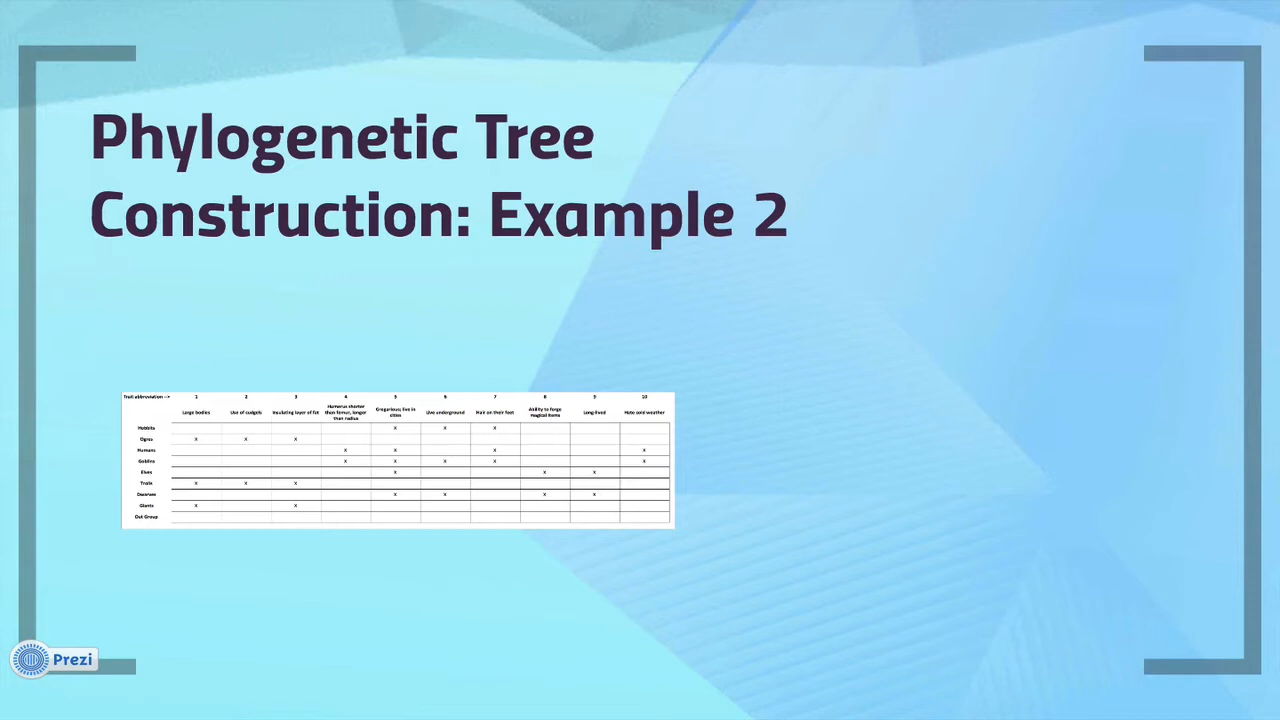 Phylogenetic Tree
Construction: Example 2
Trait abbreviation --> 1 2 3 4 5 6 7 8 9 10
Large bodies Use of cudgels Insulating layer of fat Humerus shorter than femur, longer than radius Gregarious; live in cities Live underground Hair on their feet Ability to forge magical items Long-lived Hate cold weather
Hobbits X X X
Ogres X X X
Humans X X X X
Goblins X X X X X
Elves X X X
Trolls X X X
Dwarves X X X X
Giants X X
Out Group
Prezi